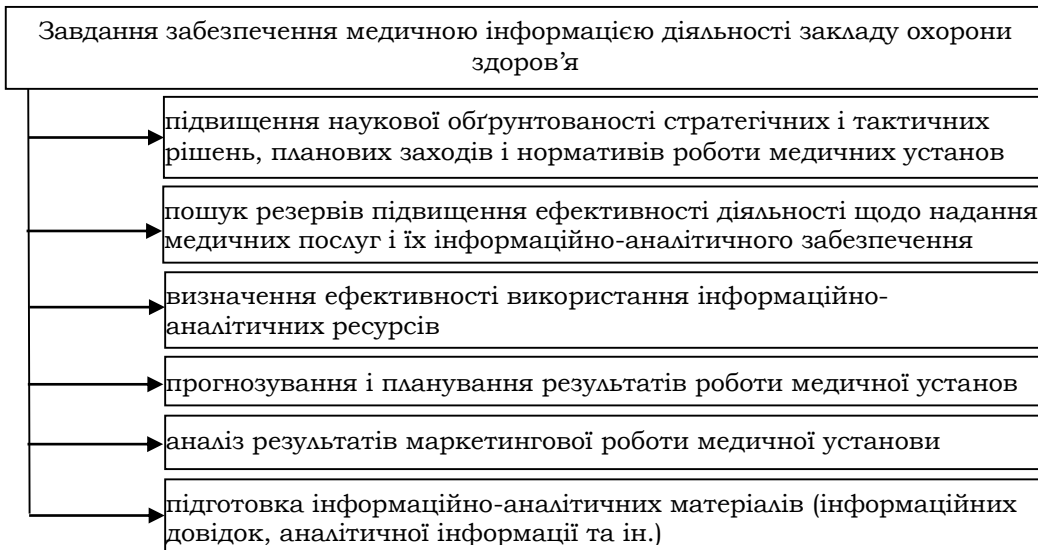 Завдання забезпечення медичною інформацією діяльності закладу охорони
здоров’я
підвищення наукової обґрунтованості стратегічних і тактичних
рішень, планових заходів і нормативів роботи медичних установ
пошук резервів підвищення ефективності діяльності щодо надання
медичних послуг і їх інформаційно-аналітичного забезпечення
визначення ефективності використання інформаційно-
аналітичних ресурсів
прогнозування і планування результатів роботи медичної установ
аналіз результатів маркетингової роботи медичної установи
підготовка інформаційно-аналітичних матеріалів (інформаційних
довідок, аналітичної інформації та ін.)